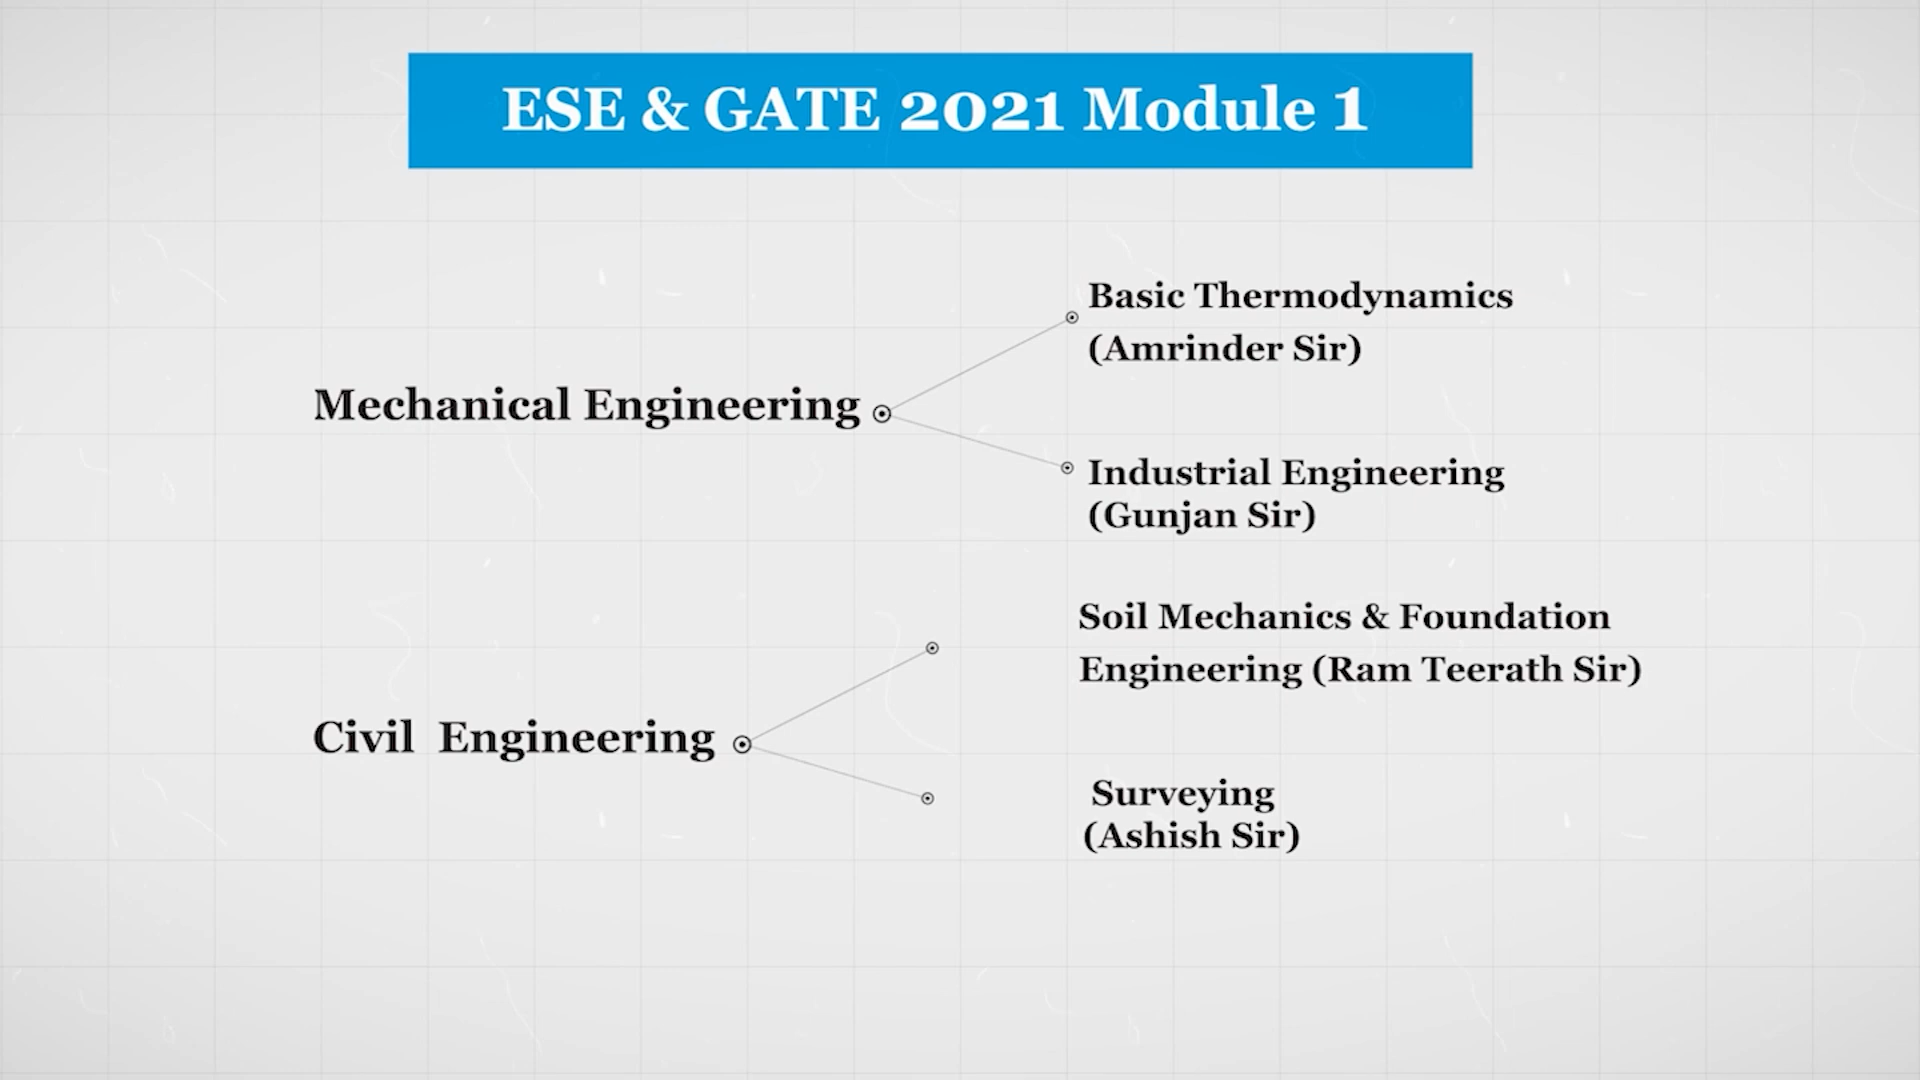 ESE & GATE 2021 Module 1
Mechanical Engineering
Basic Thermodynamics
(Amrinder Sir)
Industrial Engineering
(Gunjan Sir)
Civil Engineering
Soil Mechanics & Foundation
Engineering (Ram Teerath Sir)
Surveying
(Ashish Sir)